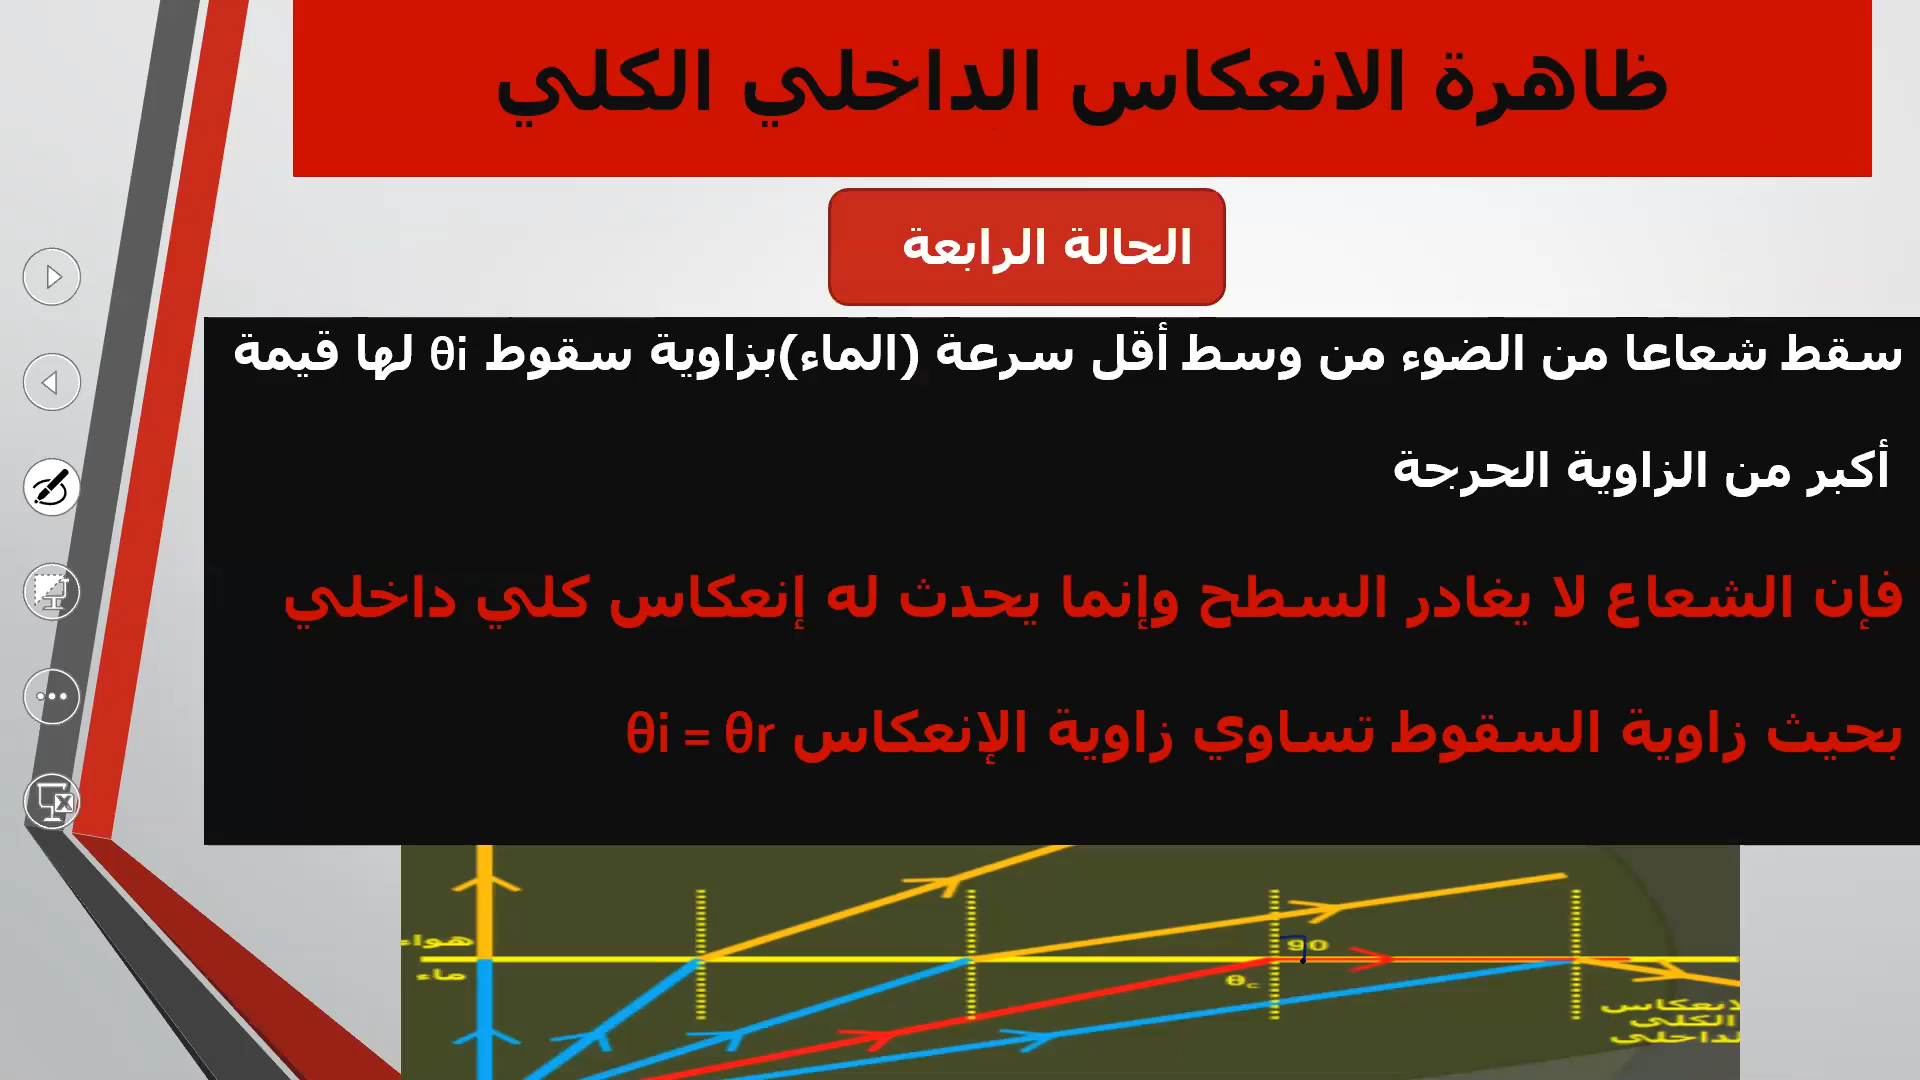 ظاهرة الانعكاس الداخلي الكلي
الحالة الرابعة
سقط شعاعا من الضوء من وسط أقل سرعة (الماء)بزاوية سقوط θi لها قيمة
أكبر من الزاوية الحرجة
فإن الشعاع لا يغادر السطح وإنما يحدث له إنعكاس كلي داخلي
بحيث زاوية السقوط تساوي زاوية الإنعكاس θi = θr
هواء
ماء
90
θc
الكلى